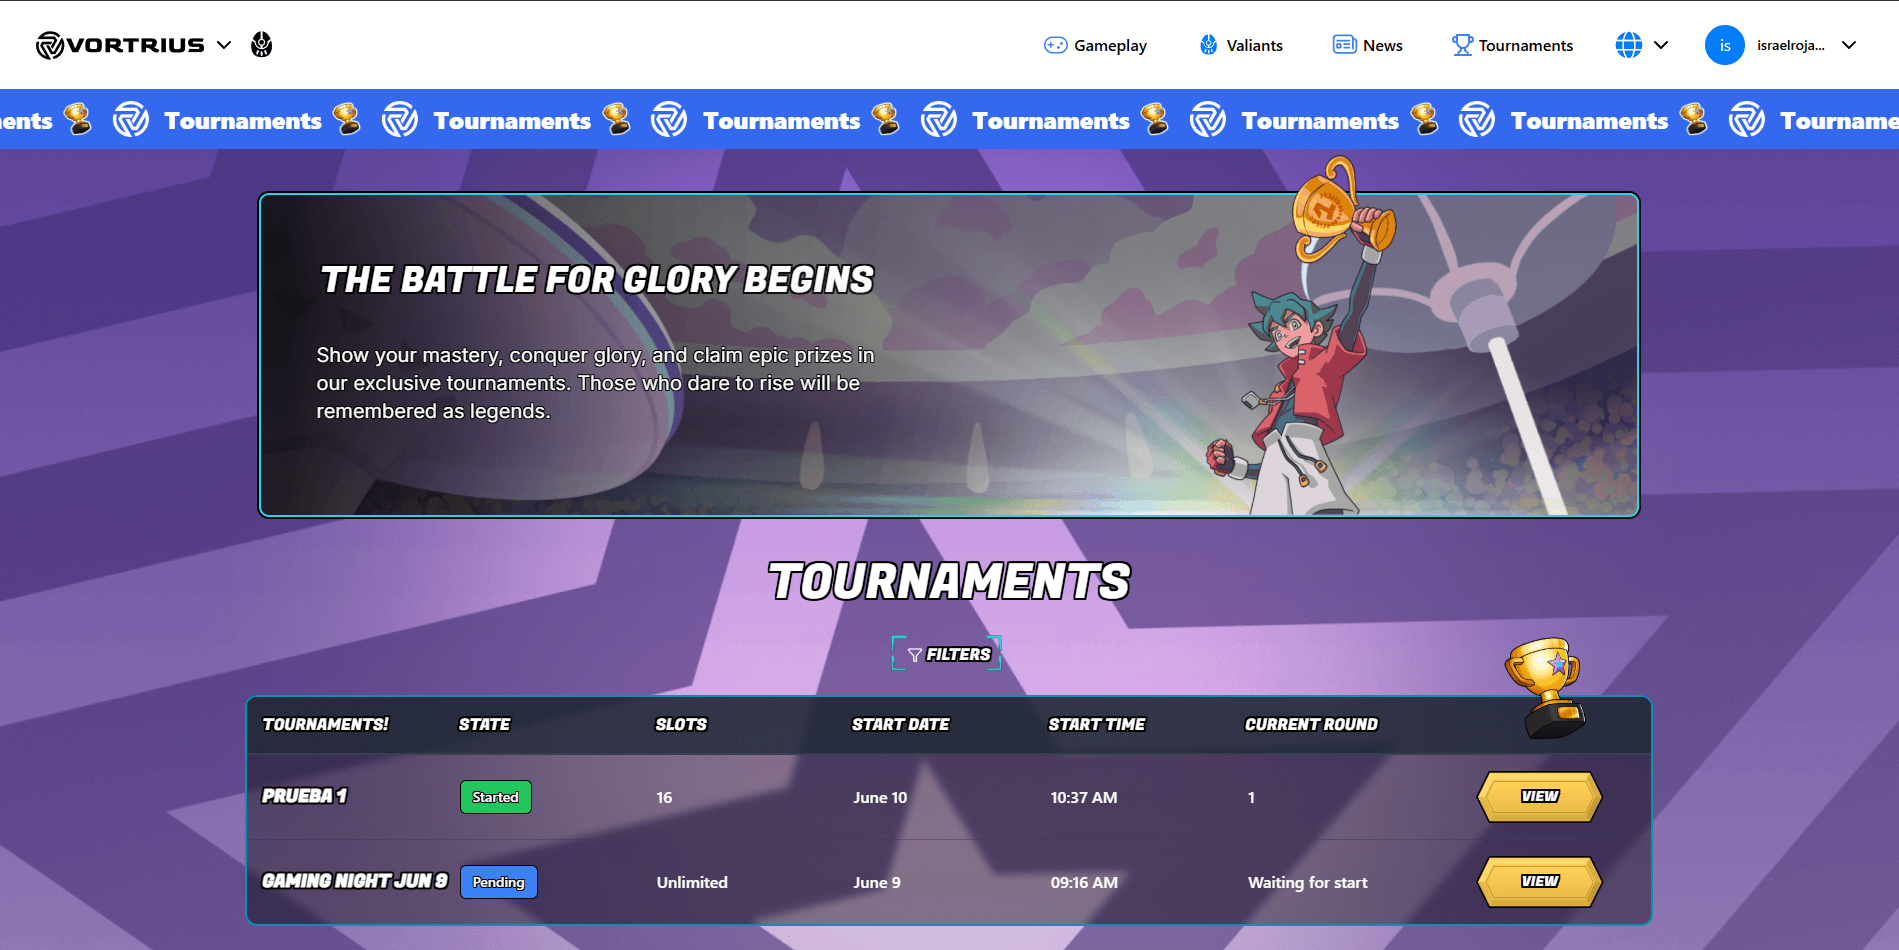 VORTRIUS
Gameplay
Valiants
News
Tournaments
is
israelroja...
Tournaments Tournaments Tournaments Tournaments Tournaments Tournaments
THE BATTLE FOR GLORY BEGINS
Show your mastery, conquer glory, and claim epic prizes in
our exclusive tournaments. Those who dare to rise will be
remembered as legends.
TOURNAMENTS
FILTERS
TOURNAMENTS! STATE SLOTS START DATE START TIME CURRENT ROUND
PRUEBA 1 Started 16 June 10 10:37 AM 1 VIEW
GAMING NIGHT JUN 9 Pending Unlimited June 9 09:16 AM Waiting for start VIEW